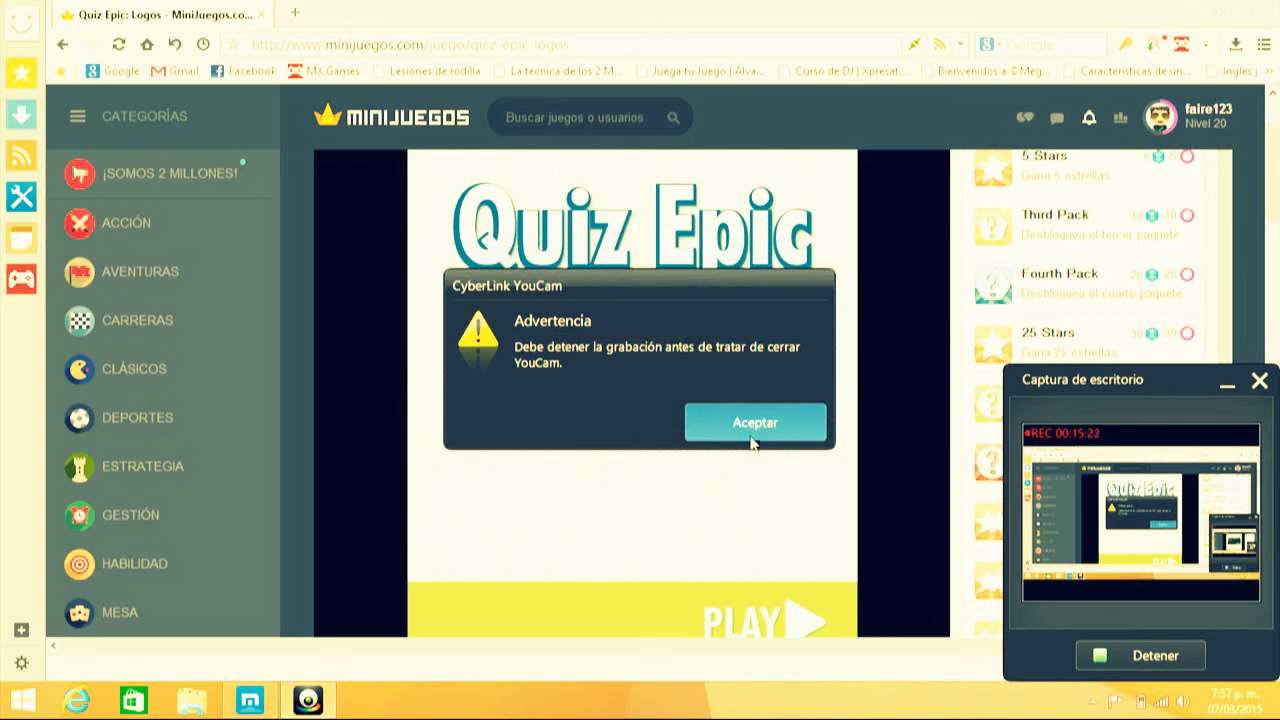 Quiz Epic: Logos - MiniJuegos.co...
http://www.minijuegos.com/juego/quiz-epic-logos
Google
Google
Gmail
Facebook
MX Games
Lesiones de rodilla
La técnica de los 2 M...
Juega tu Juego | Álva...
Curso de DJ | Xpresat...
Bienvenidos a ©Meg...
Características de un...
Inglés
»
CATEGORÍAS
MINIJUEGOS
Buscar juegos o usuarios
faire123
Nivel 20
¡SOMOS 2 MILLONES!
ACCIÓN
AVENTURAS
CARRERAS
CLÁSICOS
DEPORTES
ESTRATEGIA
GESTIÓN
HABILIDAD
MESA
Quiz Epic
CyberLink YouCam
Advertencia
Debe detener la grabación antes de tratar de cerrar
YouCam.
Aceptar
PLAY
5 Stars
Gana 5 estrellas
Third Pack
Desbloquea el tercer paquete
Fourth Pack
Desbloquea el cuarto paquete
25 Stars
Gana 25 estrellas
Captura de escritorio
REC 00:15:22
MINIJUEGOS
Quiz Epic
Detener
7:37 p. m.
07/03/2015